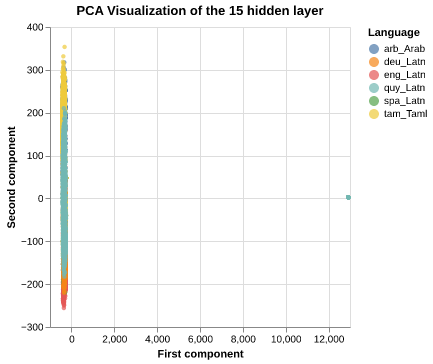 PCA Visualization of the 15 hidden layer
Language
arb_Arab
deu_Latn
eng_Latn
quy_Latn
spa_Latn
tam_Taml
Second component
400
300
200
100
0
−100
−200
−300
0
2,000
4,000
6,000
8,000
10,000
12,000
First component